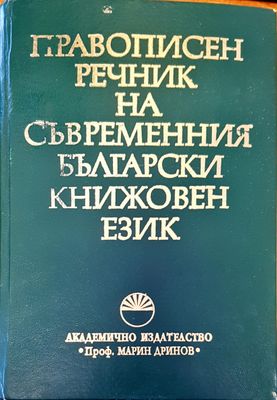 ПРАВОПИСЕН
РЕЧНИК
НА
СЪВРЕМЕННИЯ
БЪЛГАРСКИ
КНИЖОВЕН
ЕЗИК
АКАДЕМИЧНО ИЗДАТЕЛСТВО
• Проф. МАРИН ДРИНОВ •